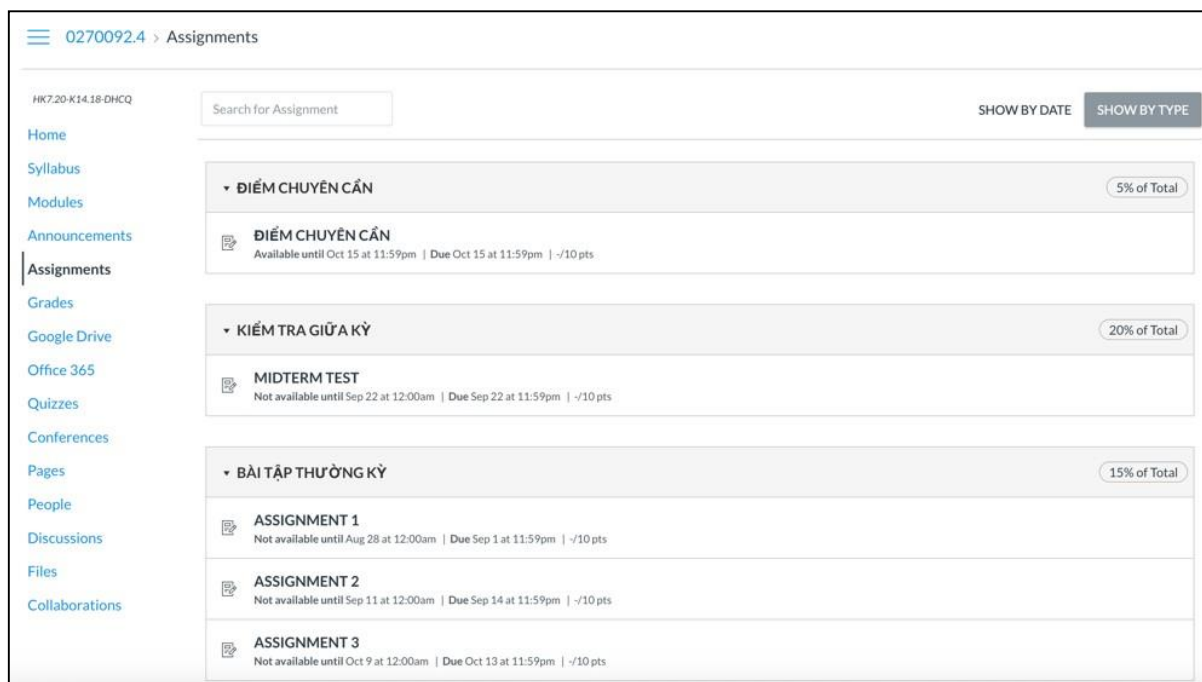 0270092.4 › Assignments
HK7.20-K14.18-DHCQ
Home
Syllabus
Modules
Announcements
Assignments
Grades
Google Drive
Office 365
Quizzes
Conferences
Pages
People
Discussions
Files
Collaborations
Search for Assignment
SHOW BY DATE SHOW BY TYPE
ĐIỂM CHUYÊN CẦN 5% of Total
ĐIỂM CHUYÊN CẦN
Available until Oct 15 at 11:59pm | Due Oct 15 at 11:59pm | -/10 pts
KIỂM TRA GIỮA KỲ 20% of Total
MIDTERM TEST
Not available until Sep 22 at 12:00am | Due Sep 22 at 11:59pm | -/10 pts
BÀI TẬP THƯỜNG KỲ 15% of Total
ASSIGNMENT 1
Not available until Aug 28 at 12:00am | Due Sep 1 at 11:59pm | -/10 pts
ASSIGNMENT 2
Not available until Sep 11 at 12:00am | Due Sep 14 at 11:59pm | -/10 pts
ASSIGNMENT 3
Not available until Oct 9 at 12:00am | Due Oct 13 at 11:59pm | -/10 pts